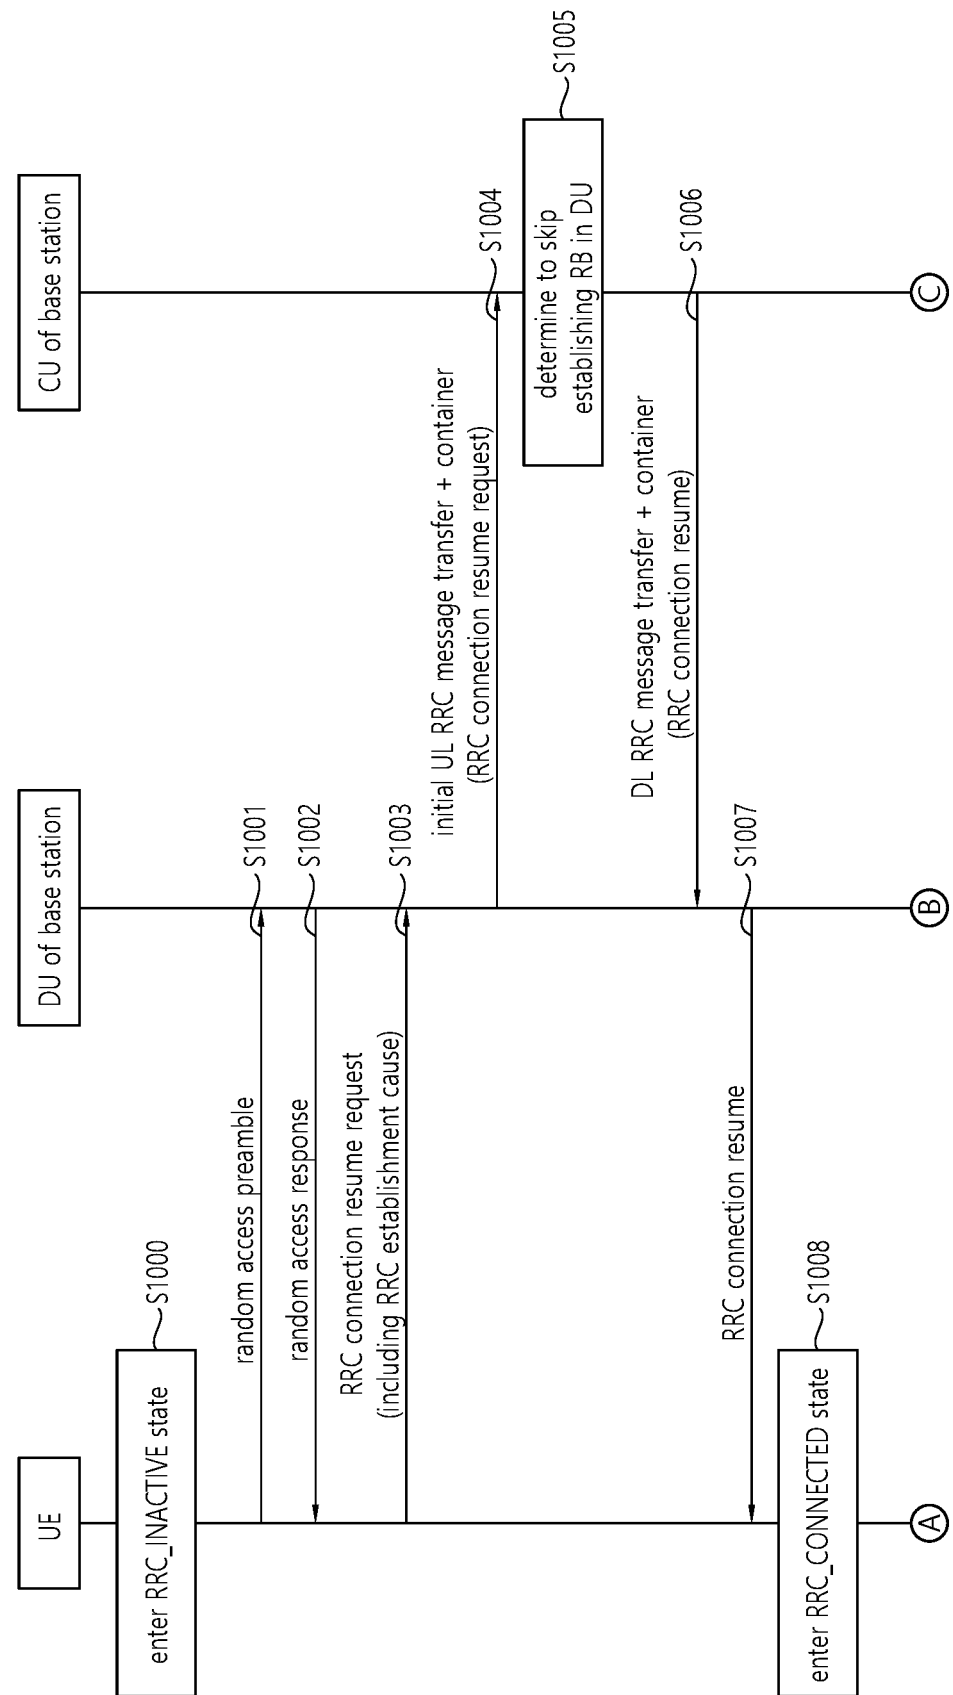 UE
DU of base station
CU of base station
enter RRC_INACTIVE state
S1000
random access preamble
S1001
random access response
S1002
RRC connection resume request
(including RRC establishment cause)
S1003
initial UL RRC message transfer + container
(RRC connection resume request)
S1004
determine to skip
establishing RB in DU
S1005
DL RRC message transfer + container
(RRC connection resume)
S1006
RRC connection resume
S1007
enter RRC_CONNECTED state
S1008
A
B
C